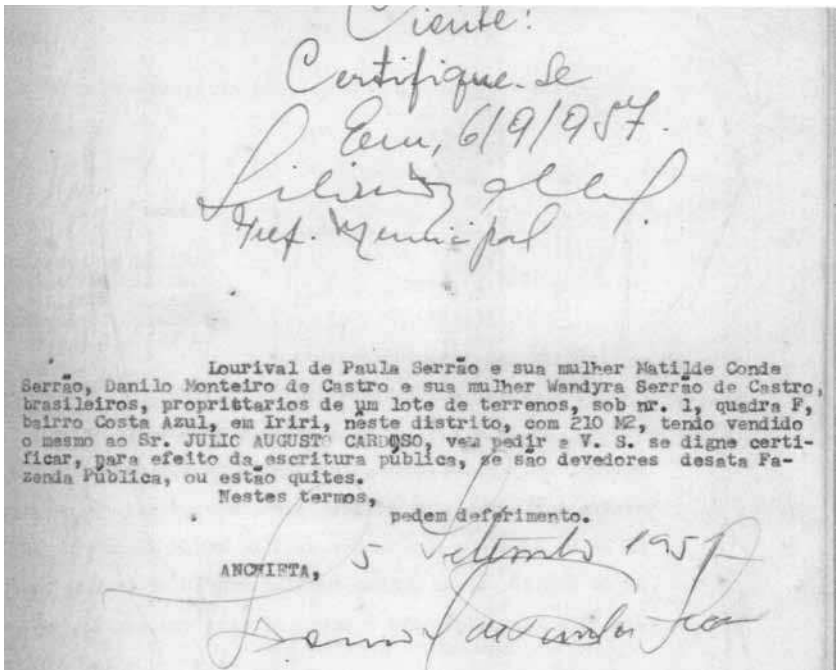 Ciente:
Certifique-se
Em, 6/9/957.
Pref. Municipal
Lourival de Paula Serrão e sua mulher Matilde Conde
Serrão, Danilo Monteiro de Castro e sua mulher Wandyra Serrão de Castro,
brasileiros, proprittarios de um lote de terrenos, sob nr. 1, quadra F,
bairro Costa Azul, em Iriri, neste distrito, com 210 M2, tendo vendido
o mesmo ao Sr. JULIO AUGUSTO CARDOSO, vem pedir a V. S. se digne certi-
ficar, para efeito da escritura pública, se são devedores desata Fa-
zenda Pública, ou estão quites.
Nestes termos,
pedem deferimento.
ANCHIETA, 5 Setembro 1957